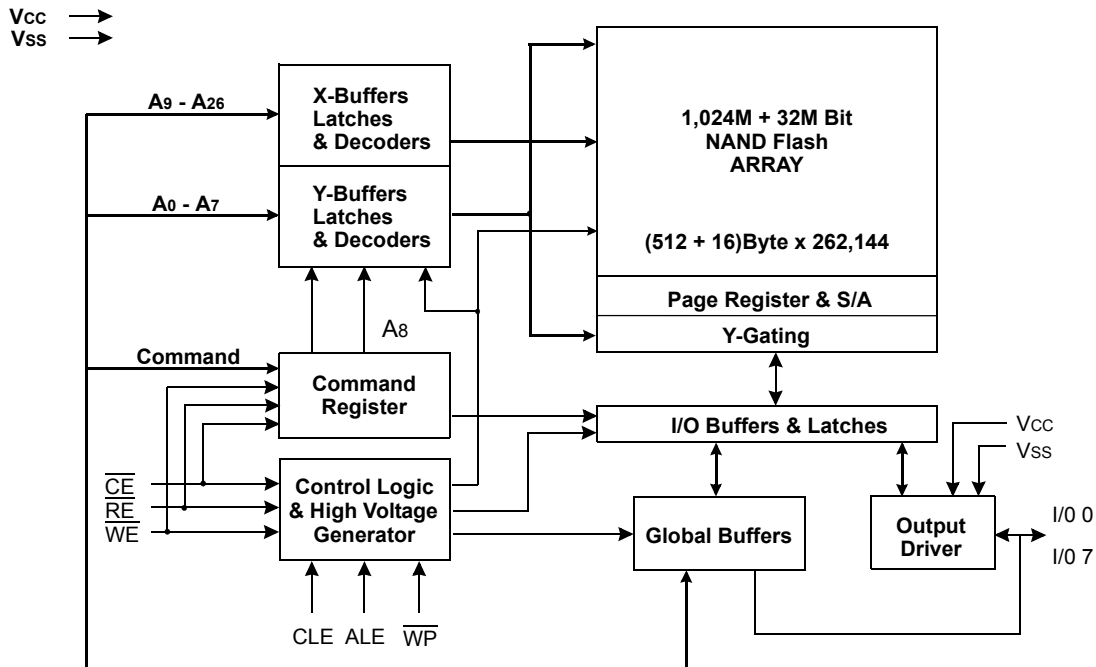 VCC
VSS
A9 - A26
X-Buffers
Latches
& Decoders
A0 - A7
Y-Buffers
Latches
& Decoders
1,024M + 32M Bit
NAND Flash
ARRAY
(512 + 16)Byte x 262,144
Page Register & S/A
Y-Gating
A8
Command
Command
Register
I/O Buffers & Latches
VCC
VSS
CE
RE
WE
Control Logic
& High Voltage
Generator
Global Buffers
Output
Driver
I/0 0
I/0 7
CLE
ALE
WP